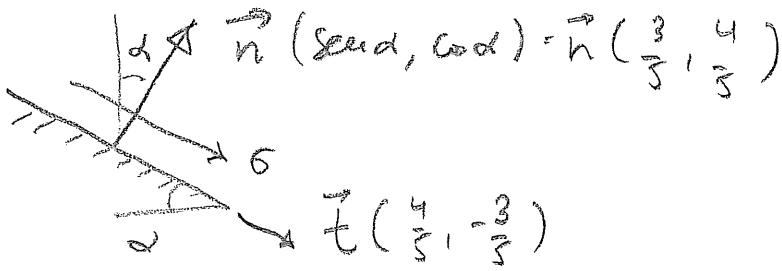 α n⃗ (sen α, cos α) = n⃗ (3/5, 4/5)
σ
α t⃗ (4/5, -3/5)